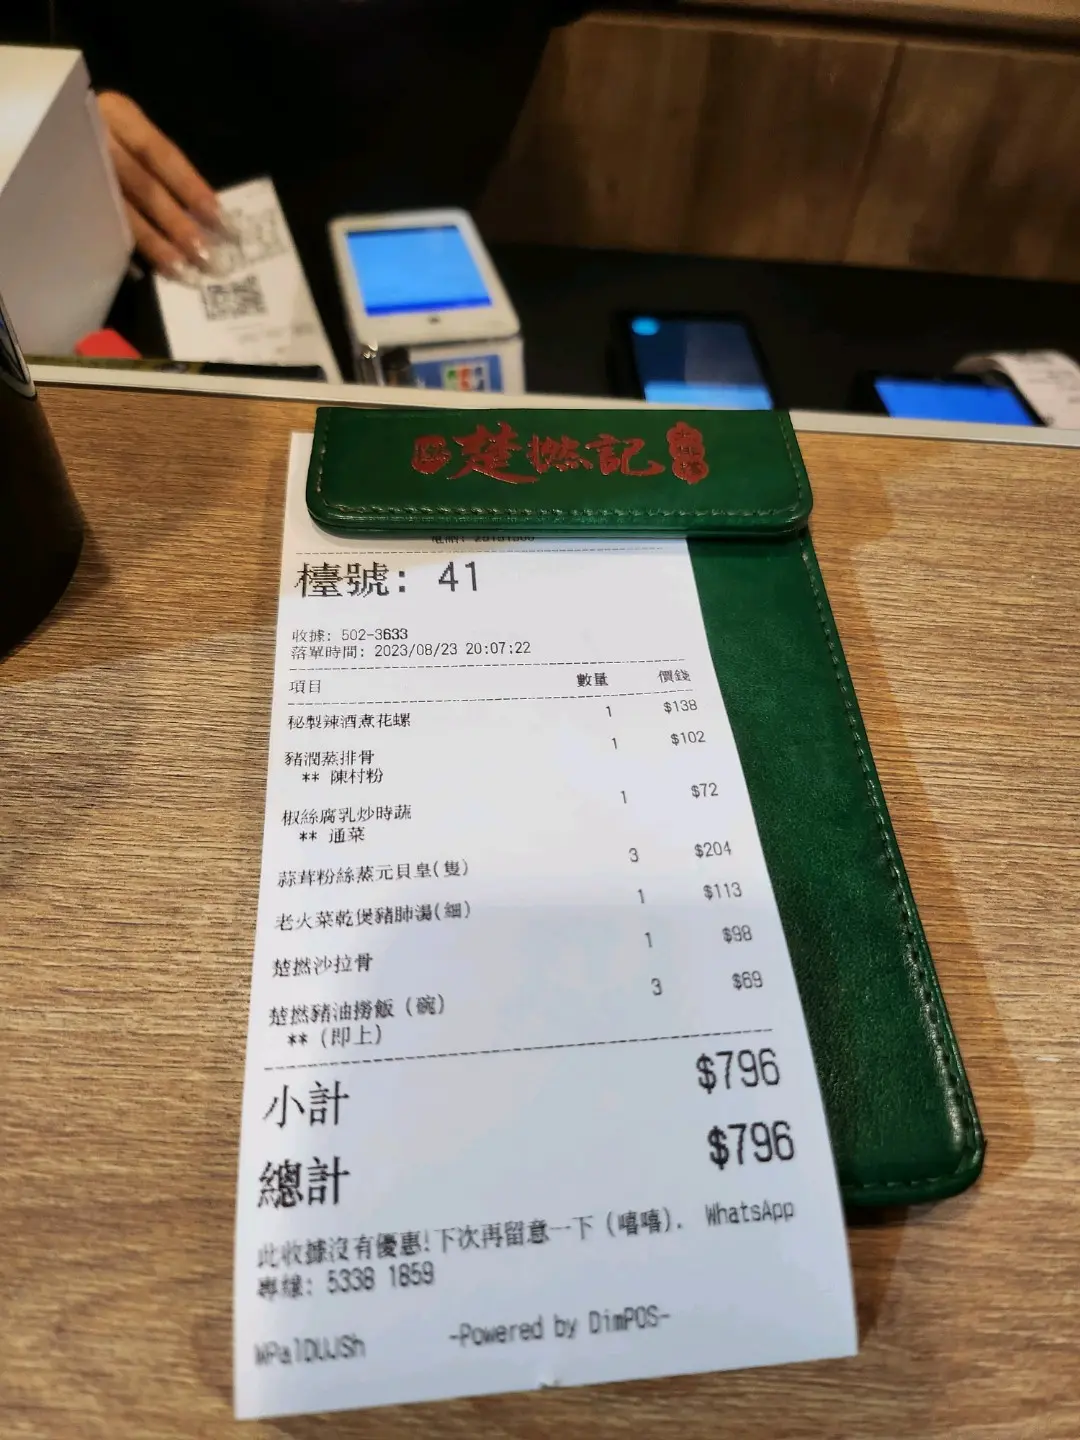 楚撚記
檯號: 41
收據: 502-3633
落單時間: 2023/08/23 20:07:22
項目 數量 價錢
秘製辣酒煮花螺 1 $138
豬潤蒸排骨 1 $102
** 陳村粉
椒絲腐乳炒時蔬 1 $72
** 通菜
蒜茸粉絲蒸元貝皇(隻) 3 $204
老火菜乾煲豬肺湯(細) 1 $113
楚撚沙拉骨 1 $98
楚撚豬油撈飯 (碗) 3 $69
** (即上)
小計 $796
總計 $796
此收據沒有優惠!下次再留意一下 (嘻嘻). WhatsApp
專線: 5338 1859
WPalDUJSh -Powered by DimPOS-